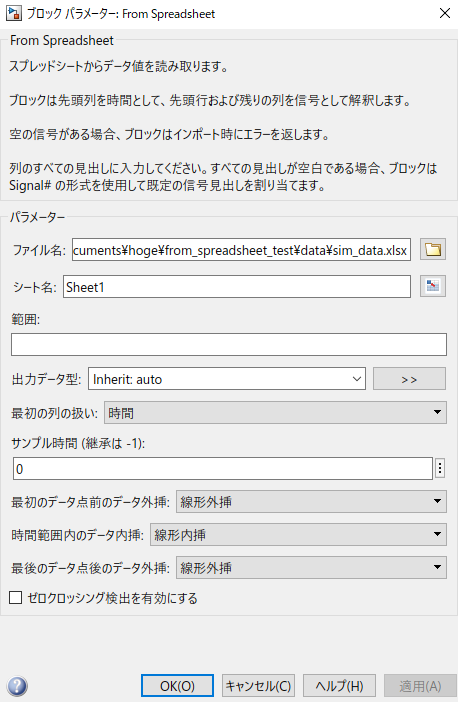 ブロック パラメーター: From Spreadsheet
From Spreadsheet
スプレッドシートからデータ値を読み取ります。
ブロックは先頭列を時間として、先頭行および残りの列を信号として解釈します。
空の信号がある場合、ブロックはインポート時にエラーを返します。
列のすべての見出しに入力してください。すべての見出しが空白である場合、ブロックは
Signal# の形式を使用して既定の信号見出しを割り当てます。
パラメーター
ファイル名: cuments¥hoge¥from_spreadsheet_test¥data¥sim_data.xlsx
シート名: Sheet1
範囲:
出力データ型: Inherit: auto >>
最初の列の扱い: 時間
サンプル時間 (継承は -1):
0
最初のデータ点前のデータ外挿: 線形外挿
時間範囲内のデータ内挿: 線形内挿
最後のデータ点後のデータ外挿: 線形外挿
ゼロクロッシング検出を有効にする
? OK(O) キャンセル(C) ヘルプ(H) 適用(A)